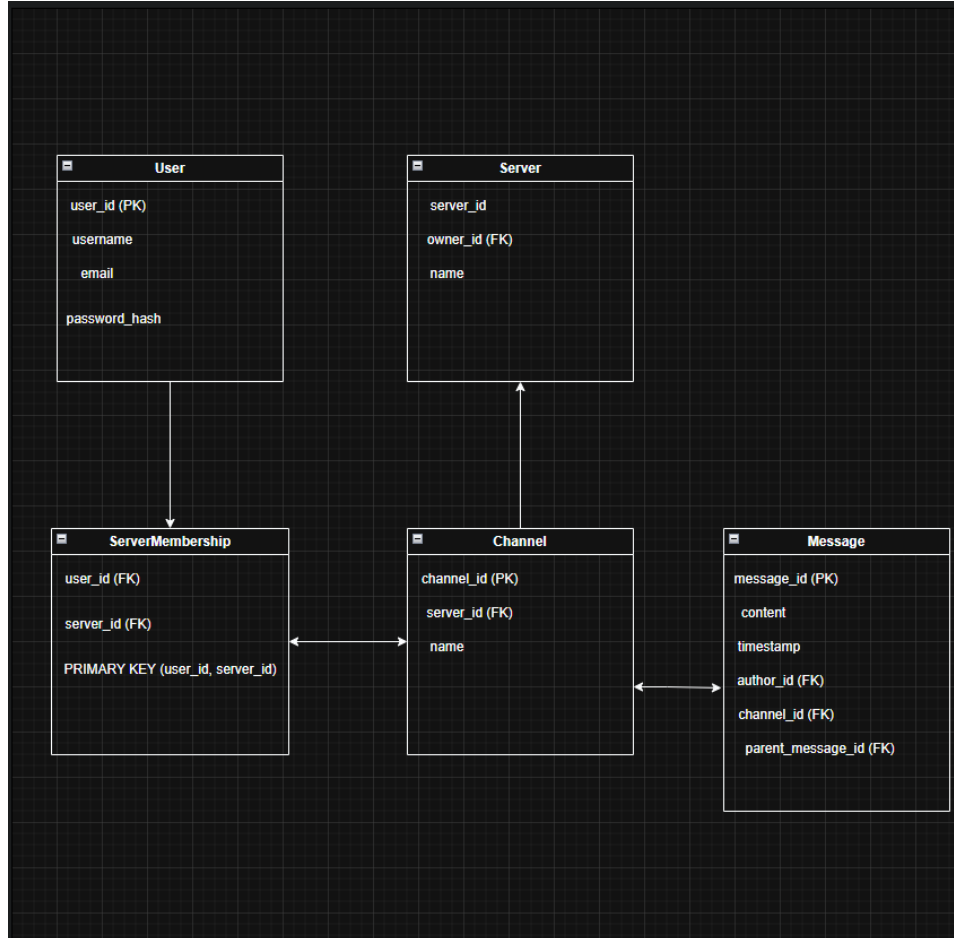 User
user_id (PK)
username
email
password_hash
Server
server_id
owner_id (FK)
name
ServerMembership
user_id (FK)
server_id (FK)
PRIMARY KEY (user_id, server_id)
Channel
channel_id (PK)
server_id (FK)
name
Message
message_id (PK)
content
timestamp
author_id (FK)
channel_id (FK)
parent_message_id (FK)